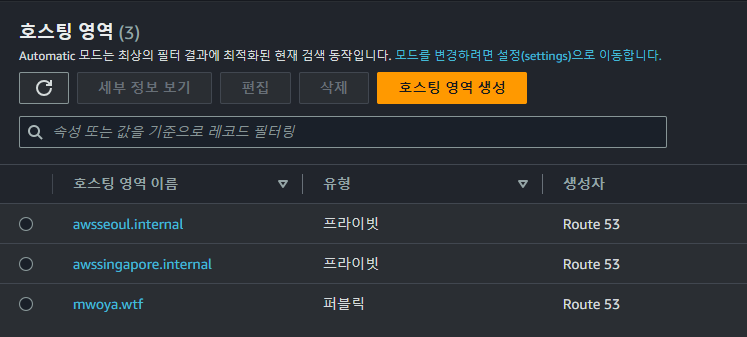 호스팅 영역 (3)
Automatic 모드는 최상의 필터 결과에 최적화된 현재 검색 동작입니다. 모드를 변경하려면 설정(settings)으로 이동합니다.
세부 정보 보기 편집 삭제 호스팅 영역 생성
속성 또는 값을 기준으로 레코드 필터링
호스팅 영역 이름 유형 생성자
awsseoul.internal 프라이빗 Route 53
awssingapore.internal 프라이빗 Route 53
mwoya.wtf 퍼블릭 Route 53